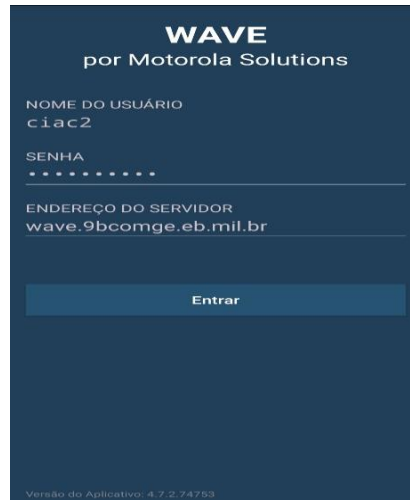 WAVE
por Motorola Solutions
NOME DO USUÁRIO
ciac2
SENHA
••••••••••
ENDEREÇO DO SERVIDOR
wave.9bcomge.eb.mil.br
Entrar
Versão do Aplicativo: 4.7.2.74753